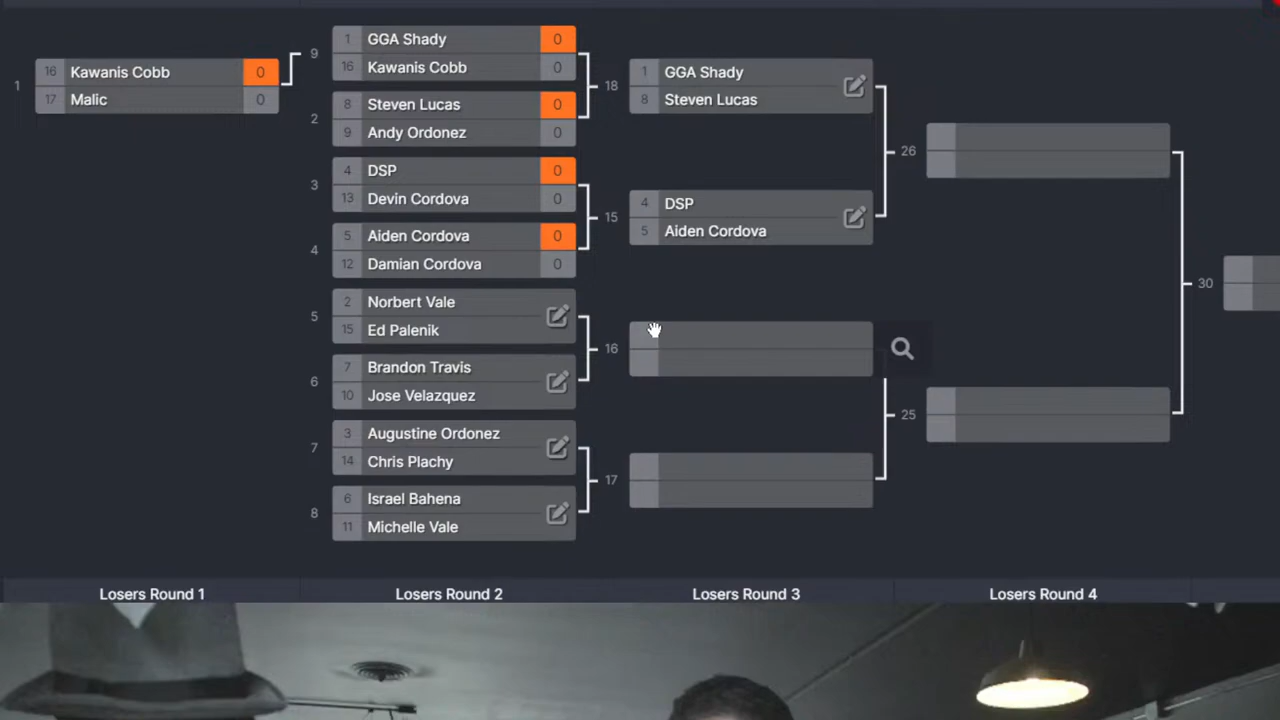 1
16 Kawanis Cobb 0
17 Malic 0
9
1 GGA Shady 0
16 Kawanis Cobb 0
2
8 Steven Lucas 0
9 Andy Ordonez 0
3
4 DSP 0
13 Devin Cordova 0
4
5 Aiden Cordova 0
12 Damian Cordova 0
5
2 Norbert Vale
15 Ed Palenik
6
7 Brandon Travis
10 Jose Velazquez
7
3 Augustine Ordonez
14 Chris Plachy
8
6 Israel Bahena
11 Michelle Vale
18
1 GGA Shady
8 Steven Lucas
15
4 DSP
5 Aiden Cordova
16
17
26
25
30
Losers Round 1
Losers Round 2
Losers Round 3
Losers Round 4